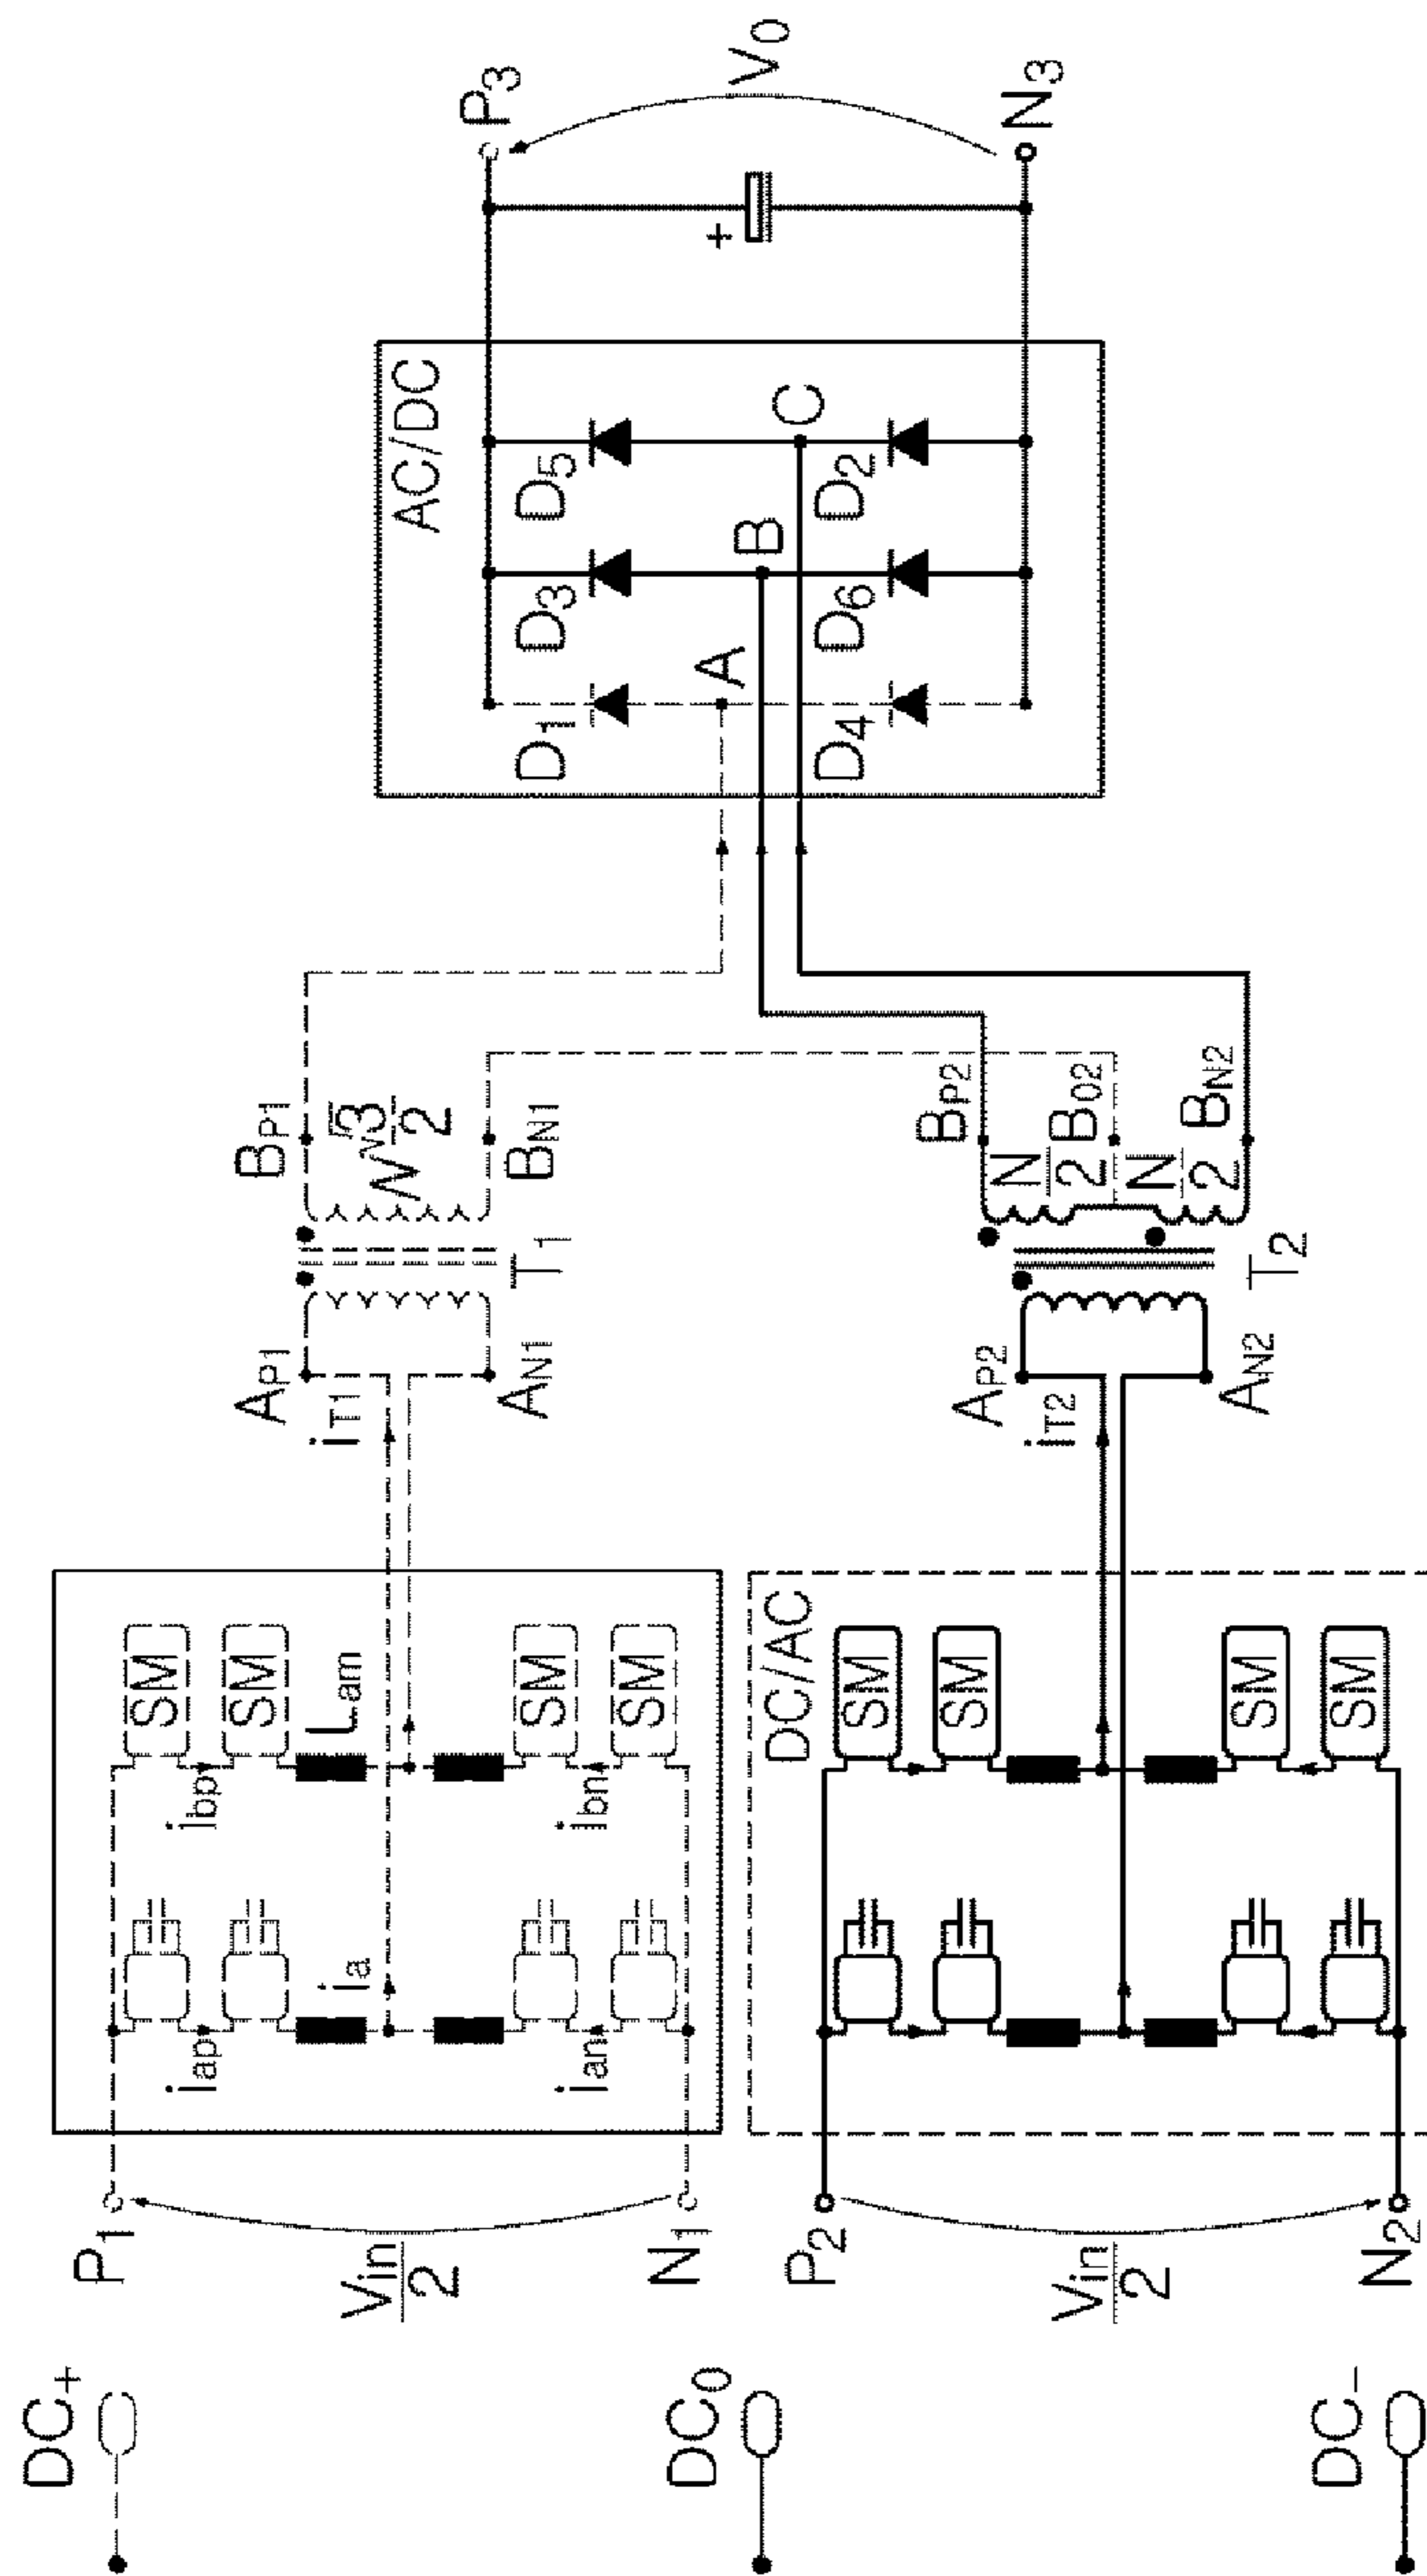 DC+
DC0
DC−
P1
Vin
2
N1
P2
Vin
2
N2
iap
ibp
ia
Lam
ian
ibn
SM
SM
SM
SM
DC/AC
SM
SM
SM
SM
AP1
iT1
AN1
T1
BP1
√3
2
BN1
AP2
iT2
AN2
T2
BP2
N
2
BO2
N
2
BN2
AC/DC
D1
D3
D5
A
B
C
D4
D6
D2
+
P3
V0
N3